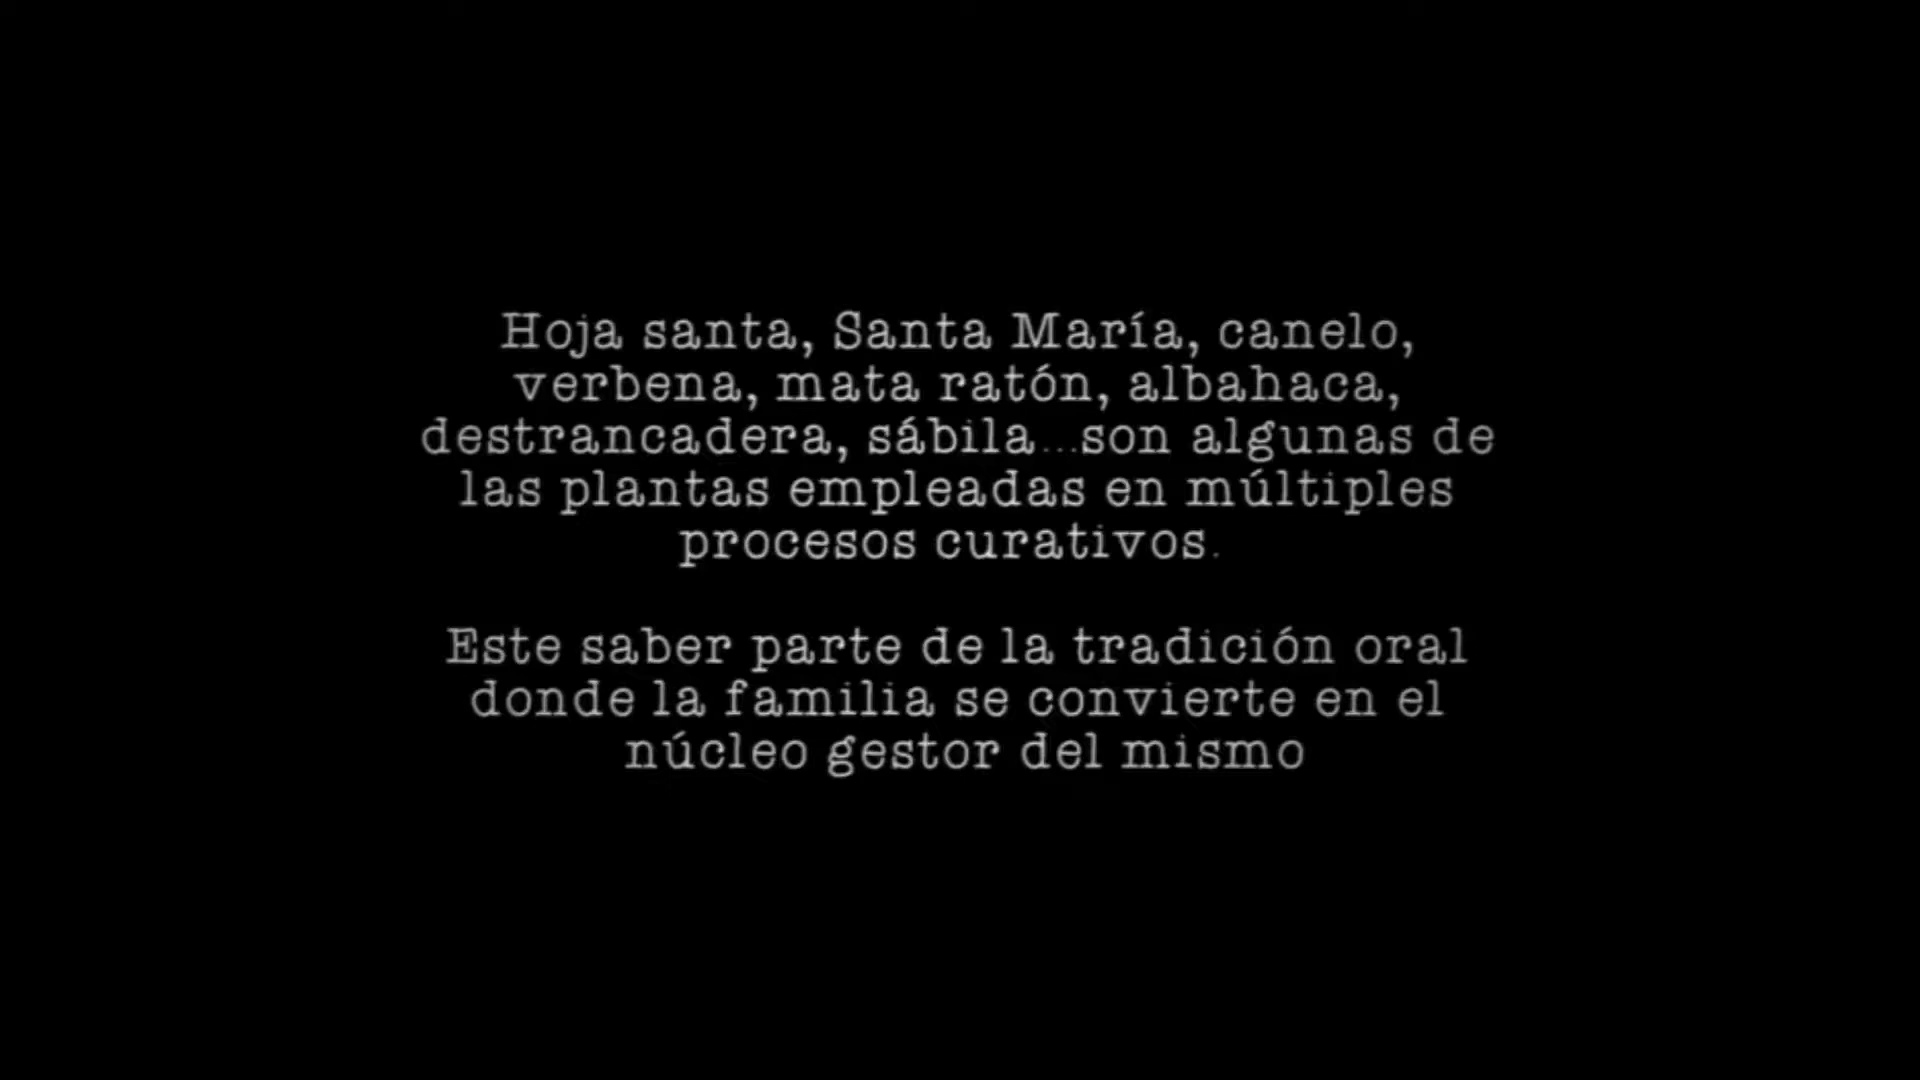 Hoja santa, Santa María, canelo,
verbena, mata ratón, albahaca,
destrancadera, sábila...son algunas de
las plantas empleadas en múltiples
procesos curativos.
Este saber parte de la tradición oral
donde la familia se convierte en el
núcleo gestor del mismo